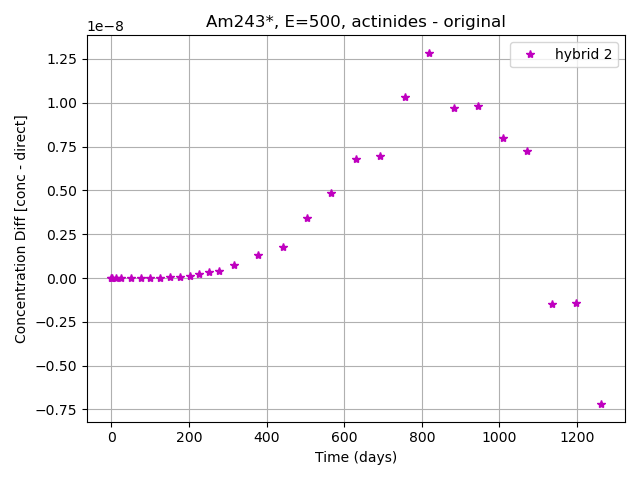 Am243*, E=500, actinides - original
1e−8
hybrid 2
1.25
1.00
0.75
0.50
0.25
0.00
−0.25
−0.50
−0.75
Concentration Diff [conc - direct]
0 200 400 600 800 1000 1200
Time (days)